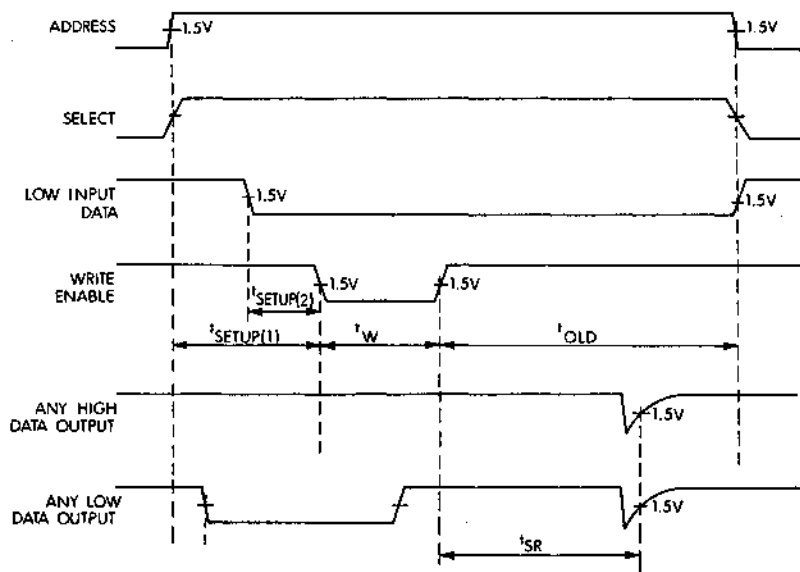 ADDRESS
1.5V
1.5V
SELECT
LOW INPUT
DATA
1.5V
1.5V
WRITE
ENABLE
1.5V
1.5V
tSETUP(2)
tSETUP(1)
tW
tOLD
ANY HIGH
DATA OUTPUT
1.5V
ANY LOW
DATA OUTPUT
1.5V
tSR